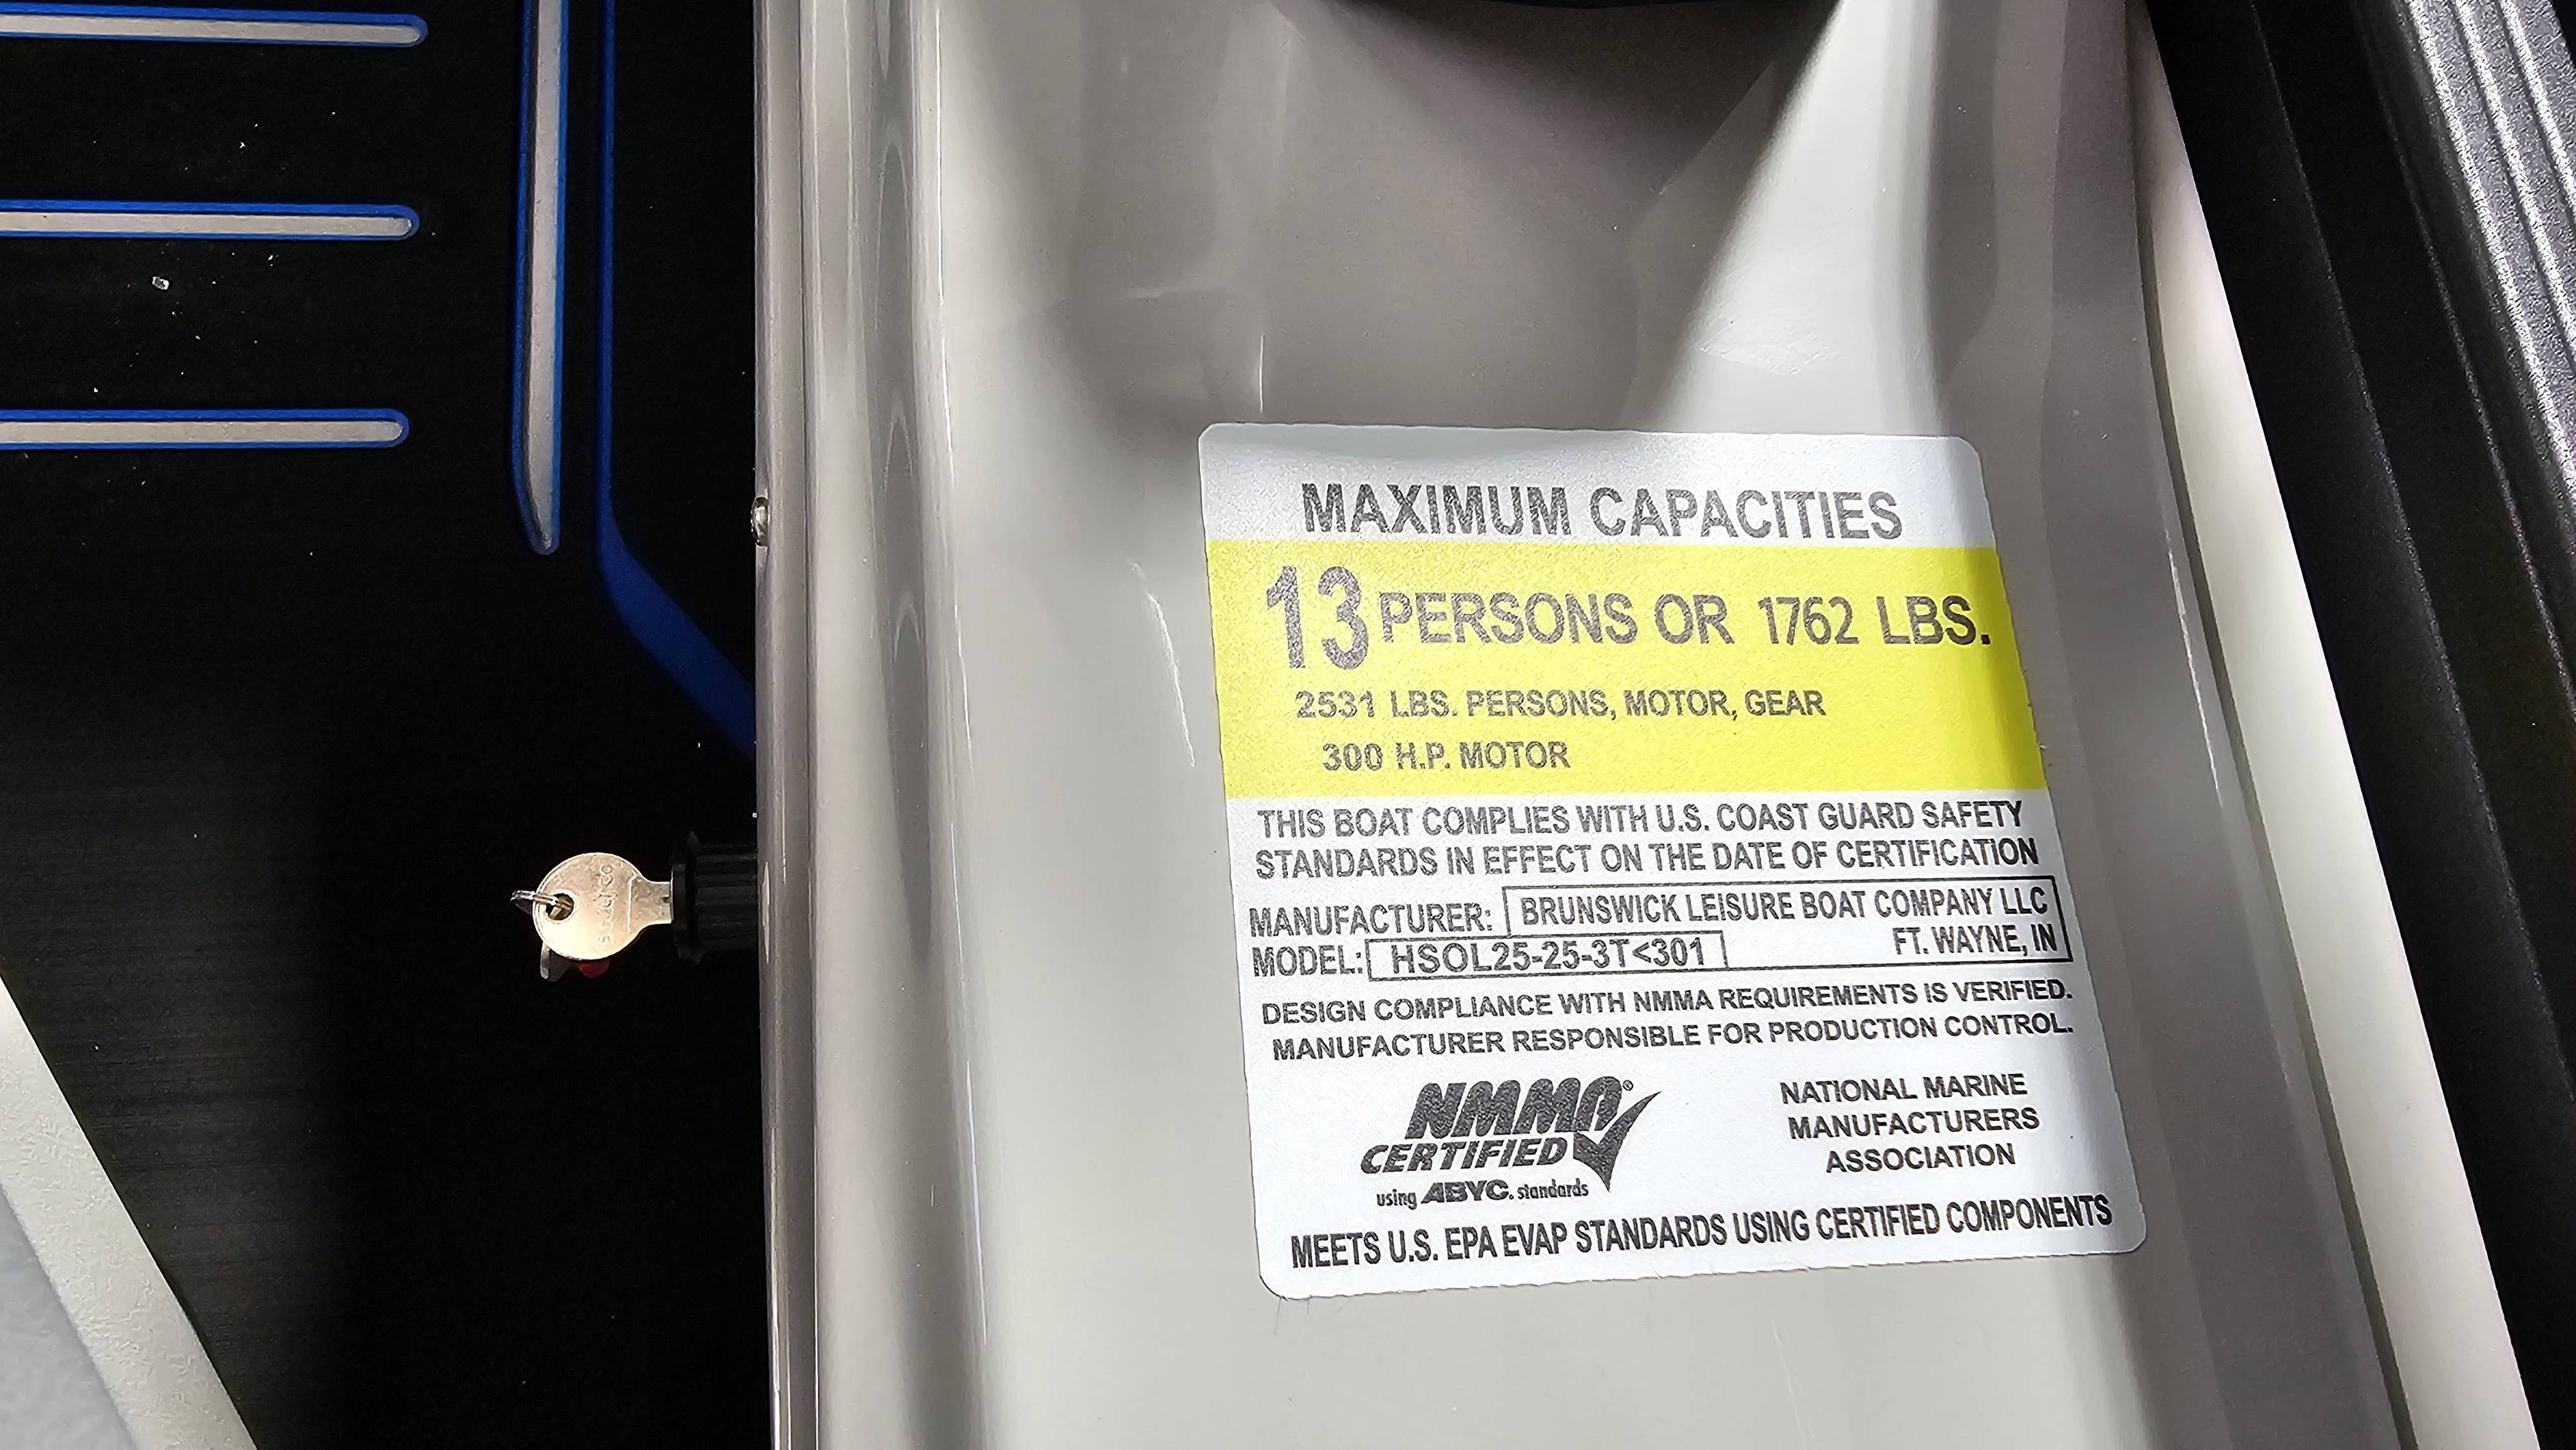 MAXIMUM CAPACITIES
13 PERSONS OR 1762 LBS.
2531 LBS. PERSONS, MOTOR, GEAR
300 H.P. MOTOR
THIS BOAT COMPLIES WITH U.S. COAST GUARD SAFETY
STANDARDS IN EFFECT ON THE DATE OF CERTIFICATION
MANUFACTURER: BRUNSWICK LEISURE BOAT COMPANY LLC
FT. WAYNE, IN
MODEL: HSOL25-25-3T<301
DESIGN COMPLIANCE WITH NMMA REQUIREMENTS IS VERIFIED.
MANUFACTURER RESPONSIBLE FOR PRODUCTION CONTROL.
NMMA®
CERTIFIED
using ABYC. standards
NATIONAL MARINE
MANUFACTURERS
ASSOCIATION
MEETS U.S. EPA EVAP STANDARDS USING CERTIFIED COMPONENTS